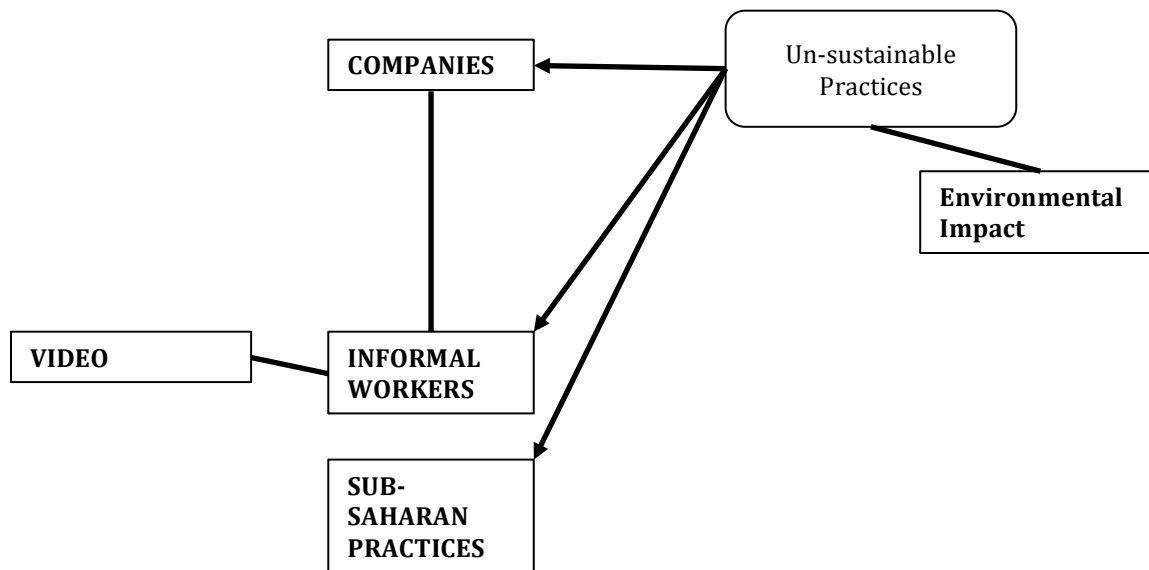 COMPANIES
Un-sustainable
Practices
Environmental
Impact
VIDEO
INFORMAL
WORKERS
SUB-
SAHARAN
PRACTICES